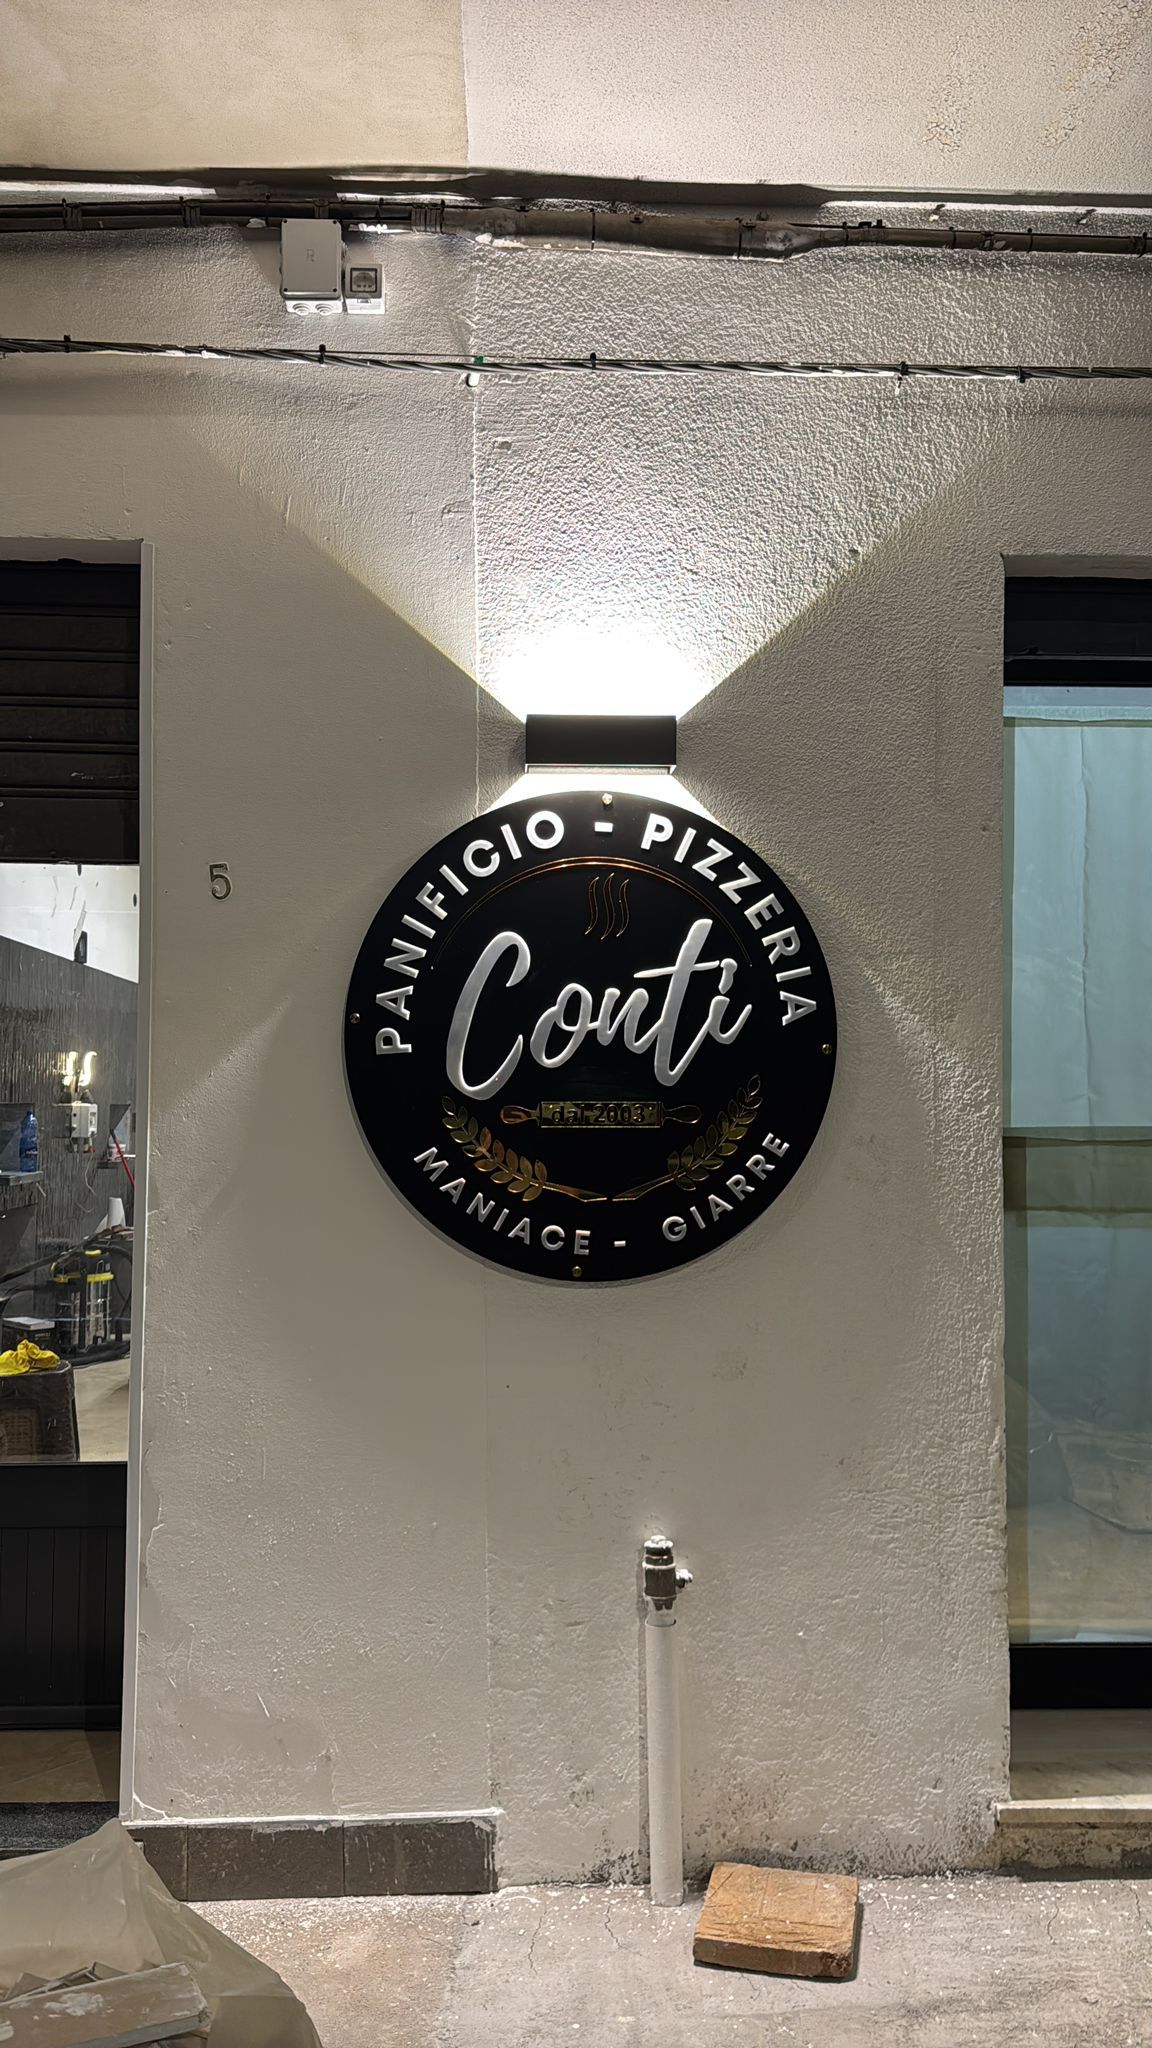 PANIFICIO - PIZZERIA
Conti
dal 2003
MANIACE - GIARRE
5